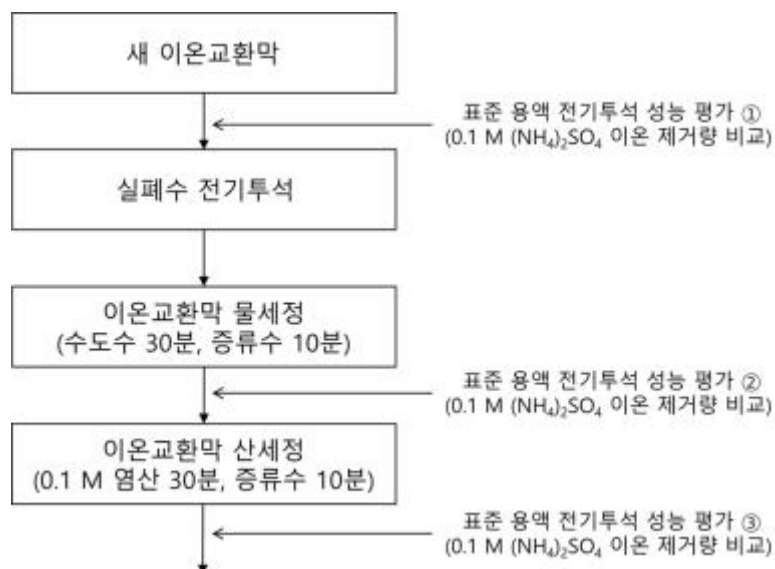 새 이온교환막
표준 용액 전기투석 성능 평가 ①
(0.1 M (NH₄)₂SO₄ 이온 제거량 비교)
실폐수 전기투석
이온교환막 물세정
(수도수 30분, 증류수 10분)
표준 용액 전기투석 성능 평가 ②
(0.1 M (NH₄)₂SO₄ 이온 제거량 비교)
이온교환막 산세정
(0.1 M 염산 30분, 증류수 10분)
표준 용액 전기투석 성능 평가 ③
(0.1 M (NH₄)₂SO₄ 이온 제거량 비교)